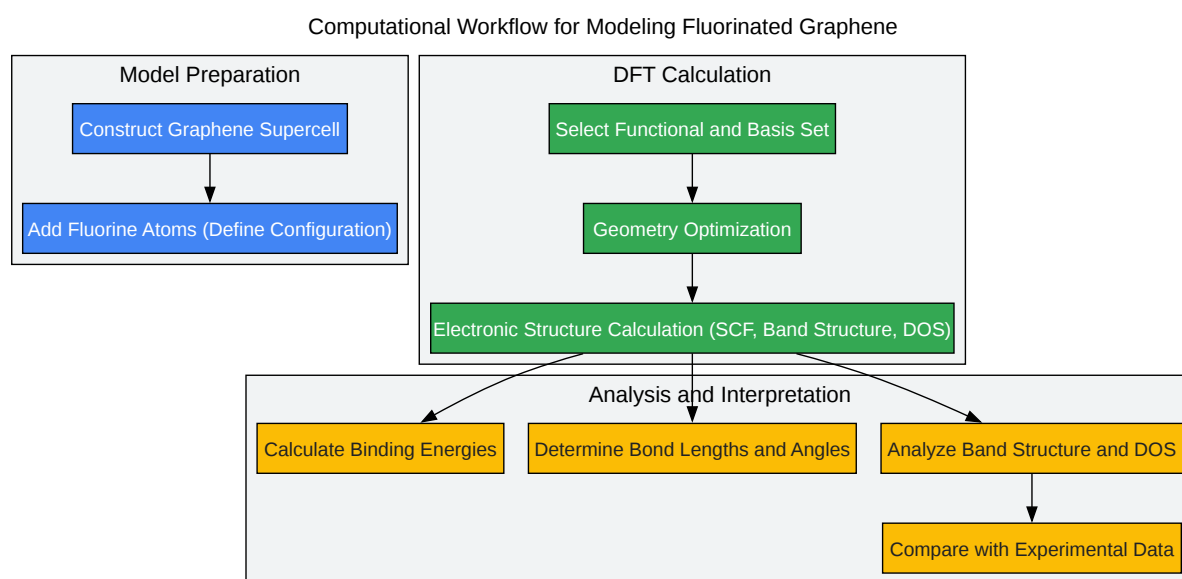 Computational Workflow for Modeling Fluorinated Graphene
Model Preparation
Construct Graphene Supercell
Add Fluorine Atoms (Define Configuration)
DFT Calculation
Select Functional and Basis Set
Geometry Optimization
Electronic Structure Calculation (SCF, Band Structure, DOS)
Analysis and Interpretation
Calculate Binding Energies
Determine Bond Lengths and Angles
Analyze Band Structure and DOS
Compare with Experimental Data